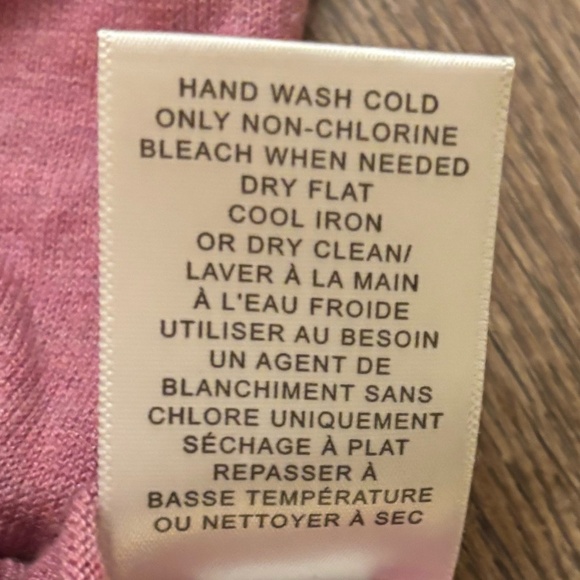 HAND WASH COLD
ONLY NON-CHLORINE
BLEACH WHEN NEEDED
DRY FLAT
COOL IRON
OR DRY CLEAN/
LAVER À LA MAIN
À L'EAU FROIDE
UTILISER AU BESOIN
UN AGENT DE
BLANCHIMENT SANS
CHLORE UNIQUEMENT
SÉCHAGE À PLAT
REPASSER À
BASSE TEMPÉRATURE
OU NETTOYER À SEC